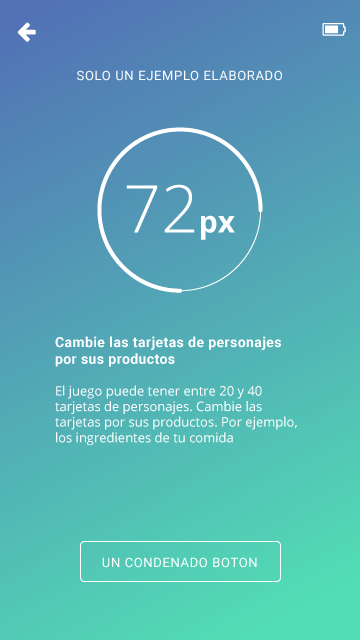 SOLO UN EJEMPLO ELABORADO
72px
Cambie las tarjetas de personajes
por sus productos
El juego puede tener entre 20 y 40
tarjetas de personajes. Cambie las
tarjetas por sus productos. Por ejemplo,
los ingredientes de tu comida
UN CONDENADO BOTON